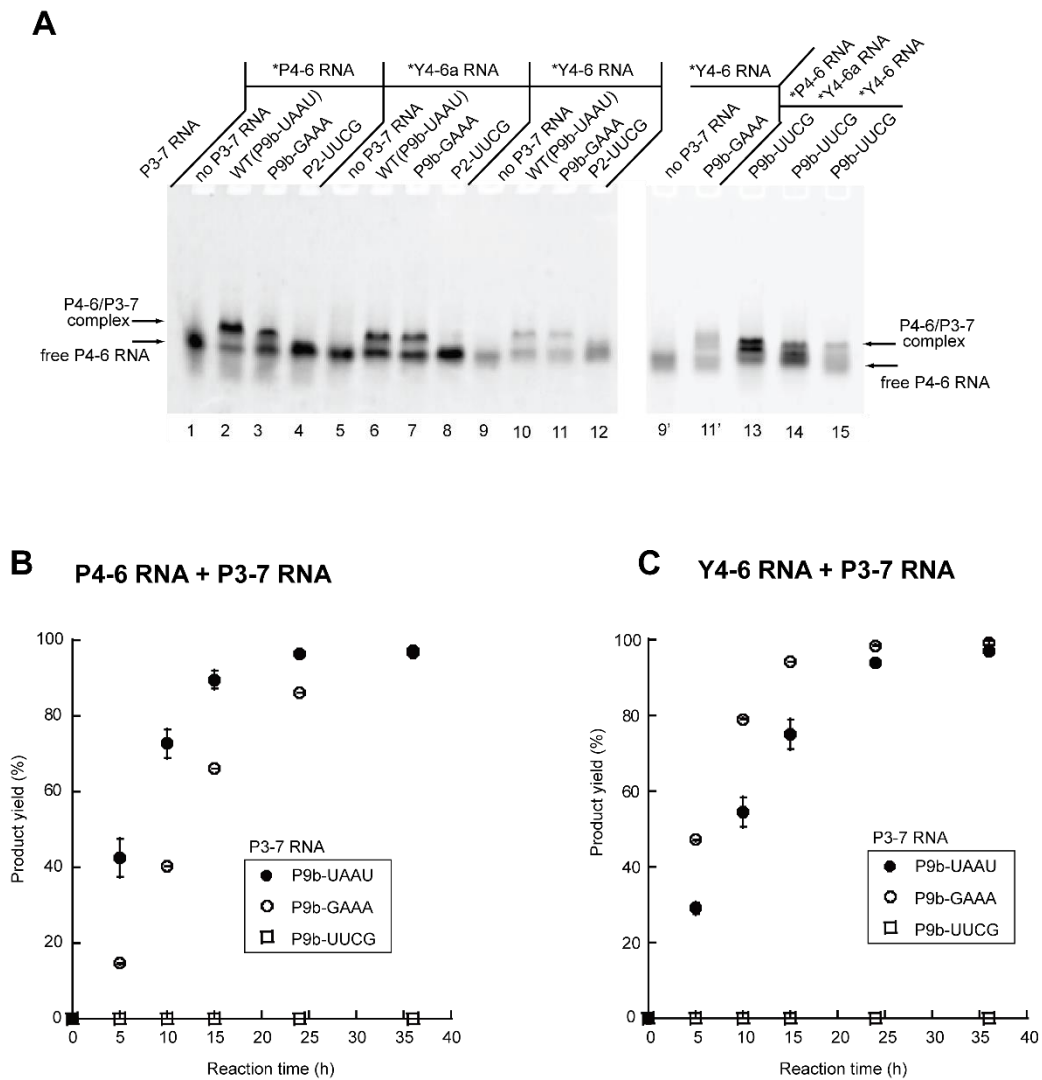 A
*P4-6 RNA
*Y4-6a RNA
*Y4-6 RNA
*Y4-6 RNA
*P4-6 RNA
*Y4-6a RNA
*Y4-6 RNA
P3-7 RNA
no P3-7 RNA
WT(P9b-UAAU)
P9b-GAAA
P2-UUCG
no P3-7 RNA
WT(P9b-UAAU)
P9b-GAAA
P2-UUCG
no P3-7 RNA
WT(P9b-UAAU)
P9b-GAAA
P2-UUCG
no P3-7 RNA
P9b-GAAA
P9b-UUCG
P9b-UUCG
P9b-UUCG
P4-6/P3-7
complex
free P4-6 RNA
P4-6/P3-7
complex
free P4-6 RNA
1 2 3 4 5 6 7 8 9 10 11 12
9' 11' 13 14 15
B
P4-6 RNA + P3-7 RNA
Product yield (%)
100
80
60
40
20
0
P3-7 RNA
P9b-UAAU
P9b-GAAA
P9b-UUCG
0 5 10 15 20 25 30 35 40
Reaction time (h)
C
Y4-6 RNA + P3-7 RNA
Product yield (%)
100
80
60
40
20
0
P3-7 RNA
P9b-UAAU
P9b-GAAA
P9b-UUCG
0 5 10 15 20 25 30 35 40
Reaction time (h)